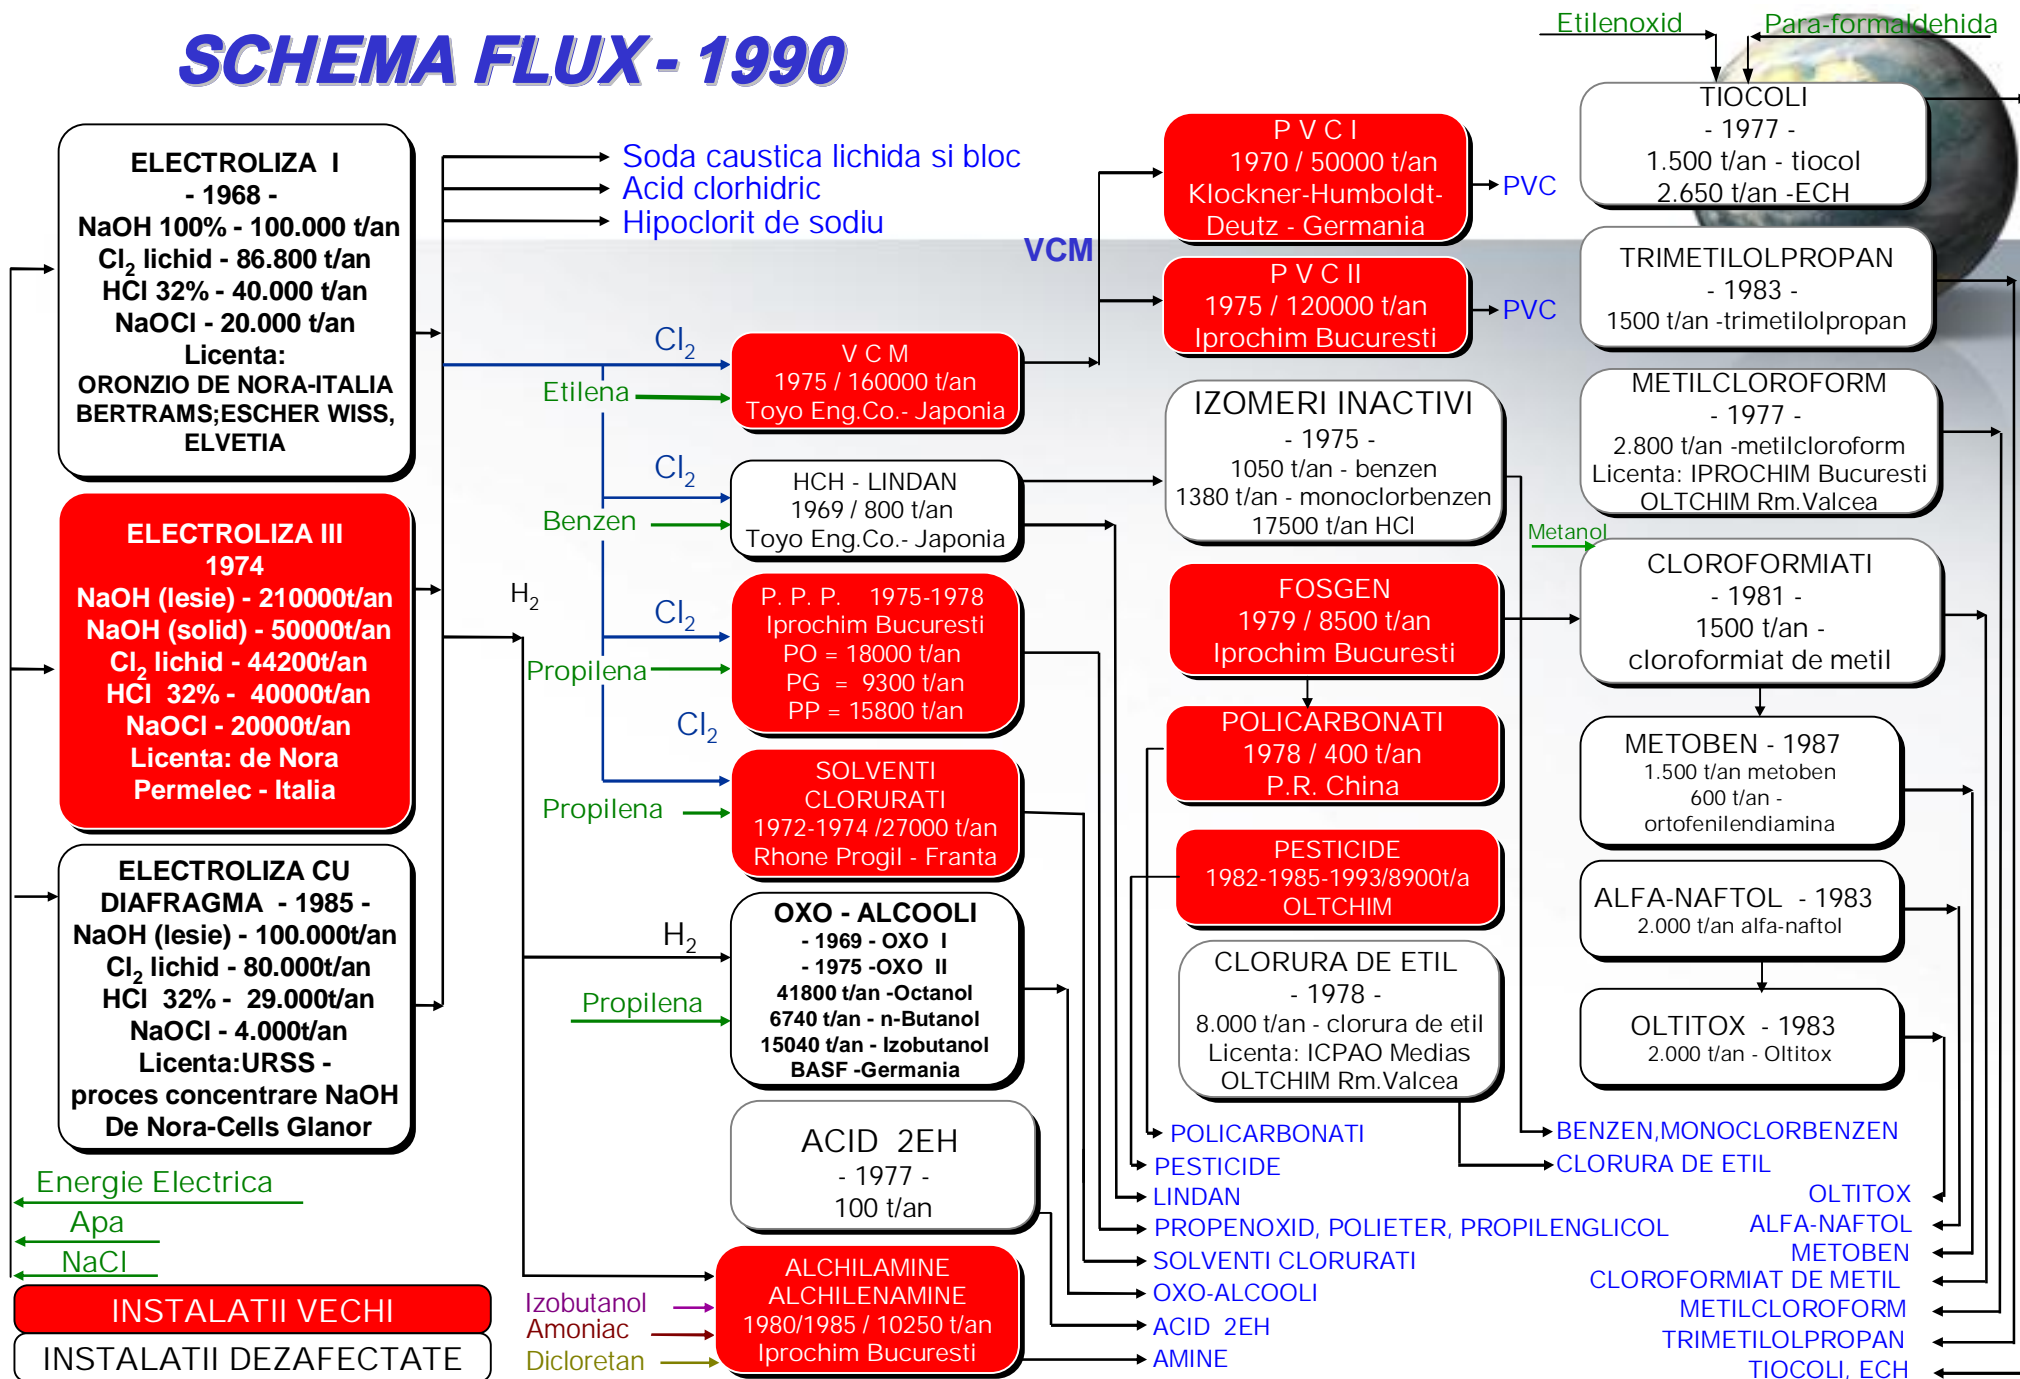 SCHEMA FLUX - 1990
ELECTROLIZA I
- 1968 -
NaOH 100% - 100.000 t/an
Cl2 lichid - 86.800 t/an
HCl 32% - 40.000 t/an
NaOCl - 20.000 t/an
Licenta:
ORONZIO DE NORA-ITALIA
BERTRAMS;ESCHER WISS,
ELVETIA
ELECTROLIZA III
1974
NaOH (lesie) - 210000t/an
NaOH (solid) - 50000t/an
Cl2 lichid - 44200t/an
HCl 32% - 40000t/an
NaOCl - 20000t/an
Licenta: de Nora
Permelec - Italia
ELECTROLIZA CU
DIAFRAGMA - 1985 -
NaOH (lesie) - 100.000t/an
Cl2 lichid - 80.000t/an
HCl 32% - 29.000t/an
NaOCl - 4.000t/an
Licenta:URSS -
proces concentrare NaOH
De Nora-Cells Glanor
Energie Electrica
Apa
NaCl
INSTALATII VECHI
INSTALATII DEZAFECTATE
Soda caustica lichida si bloc
Acid clorhidric
Hipoclorit de sodiu
Cl2
Etilena
Cl2
Benzen
H2
Cl2
Propilena
Cl2
Propilena
H2
Propilena
Izobutanol
Amoniac
Dicloretan
V C M
1975 / 160000 t/an
Toyo Eng.Co.- Japonia
HCH - LINDAN
1969 / 800 t/an
Toyo Eng.Co.- Japonia
P. P. P. 1975-1978
Iprochim Bucuresti
PO = 18000 t/an
PG = 9300 t/an
PP = 15800 t/an
SOLVENTI
CLORURATI
1972-1974 /27000 t/an
Rhone Progil - Franta
OXO - ALCOOLI
- 1969 - OXO I
- 1975 -OXO II
41800 t/an -Octanol
6740 t/an - n-Butanol
15040 t/an - Izobutanol
BASF -Germania
ACID 2EH
- 1977 -
100 t/an
ALCHILAMINE
ALCHILENAMINE
1980/1985 / 10250 t/an
Iprochim Bucuresti
VCM
P V C I
1970 / 50000 t/an
Klockner-Humboldt-
Deutz - Germania
PVC
P V C II
1975 / 120000 t/an
Iprochim Bucuresti
PVC
IZOMERI INACTIVI
- 1975 -
1050 t/an - benzen
1380 t/an - monoclorbenzen
17500 t/an HCl
FOSGEN
1979 / 8500 t/an
Iprochim Bucuresti
POLICARBONATI
1978 / 400 t/an
P.R. China
PESTICIDE
1982-1985-1993/8900t/a
OLTCHIM
CLORURA DE ETIL
- 1978 -
8.000 t/an - clorura de etil
Licenta: ICPAO Medias
OLTCHIM Rm.Valcea
POLICARBONATI
PESTICIDE
LINDAN
PROPENOXID, POLIETER, PROPILENGLICOL
SOLVENTI CLORURATI
OXO-ALCOOLI
ACID 2EH
AMINE
Etilenoxid
Para-formaldehida
TIOCOLI
- 1977 -
1.500 t/an - tiocol
2.650 t/an -ECH
TRIMETILOLPROPAN
- 1983 -
1500 t/an -trimetilolpropan
METILCLOROFORM
- 1977 -
2.800 t/an -metilcloroform
Licenta: IPROCHIM Bucuresti
OLTCHIM Rm.Valcea
Metanol
CLOROFORMIATI
- 1981 -
1500 t/an -
cloroformiat de metil
METOBEN - 1987
1.500 t/an metoben
600 t/an -
ortofenilendiamina
ALFA-NAFTOL - 1983
2.000 t/an alfa-naftol
OLTITOX - 1983
2.000 t/an - Oltitox
BENZEN,MONOCLORBENZEN
CLORURA DE ETIL
OLTITOX
ALFA-NAFTOL
METOBEN
CLOROFORMIAT DE METIL
METILCLOROFORM
TRIMETILOLPROPAN
TIOCOLI, ECH